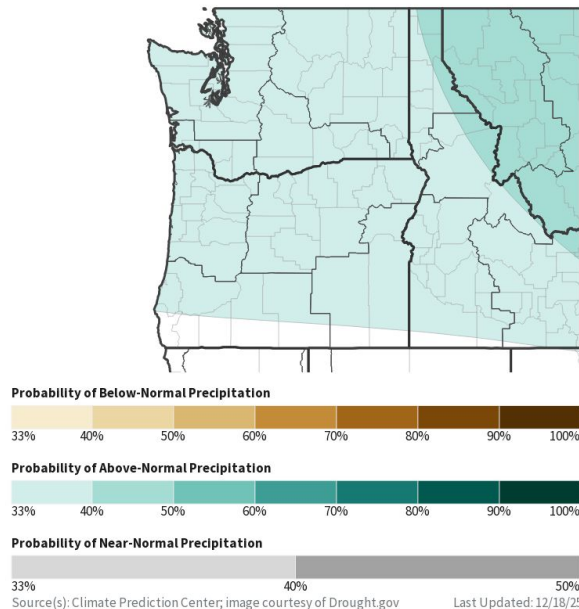 Probability of Below-Normal Precipitation
33% 40% 50% 60% 70% 80% 90% 100%
Probability of Above-Normal Precipitation
33% 40% 50% 60% 70% 80% 90% 100%
Probability of Near-Normal Precipitation
33% 40% 50%
Source(s): Climate Prediction Center; image courtesy of Drought.gov Last Updated: 12/18/25